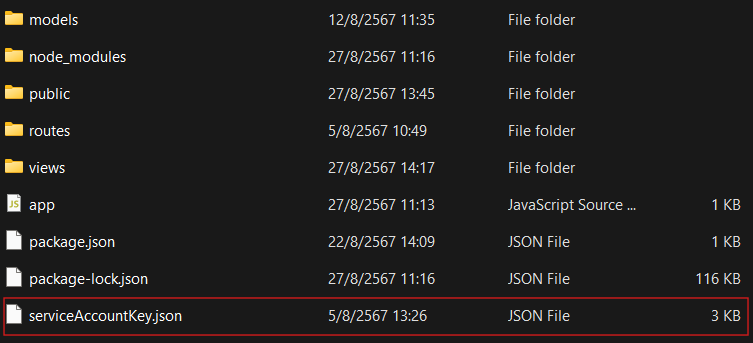 models 12/8/2567 11:35 File folder
node_modules 27/8/2567 11:16 File folder
public 27/8/2567 13:45 File folder
routes 5/8/2567 10:49 File folder
views 27/8/2567 14:17 File folder
JS app 27/8/2567 11:13 JavaScript Source ... 1 KB
package.json 22/8/2567 14:09 JSON File 1 KB
package-lock.json 27/8/2567 11:16 JSON File 116 KB
serviceAccountKey.json 5/8/2567 13:26 JSON File 3 KB